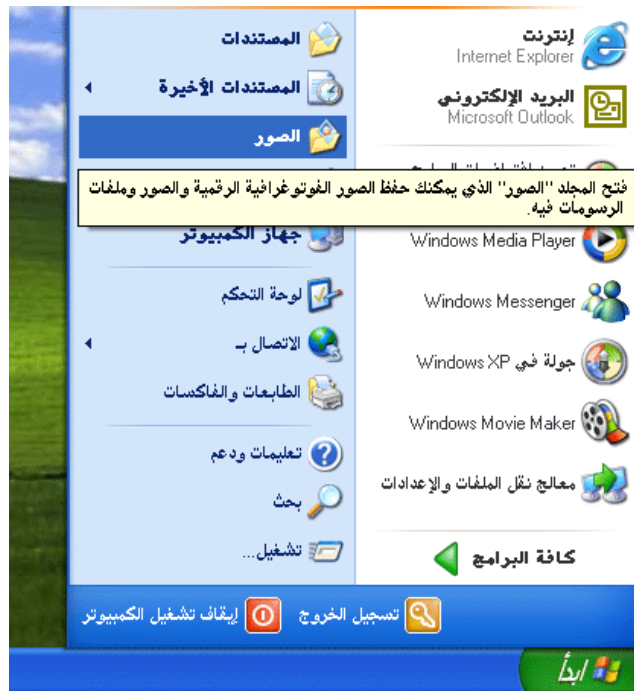 إنترنت
Internet Explorer
البريد الإلكتروني
Microsoft Outlook
Windows Media Player
Windows Messenger
جولة في Windows XP
Windows Movie Maker
معالج نقل الملفات والإعدادات
كافة البرامج
المستندات
المستندات الأخيرة
الصور
فتح المجلد "الصور" الذي يمكنك حفظ الصور الفوتوغرافية الرقمية والصور وملفات
الرسومات فيه.
جهاز الكمبيوتر
لوحة التحكم
الاتصال بـ
الطابعات والفاكسات
تعليمات ودعم
بحث
تشغيل...
تسجيل الخروج
إيقاف تشغيل الكمبيوتر
ابدأ